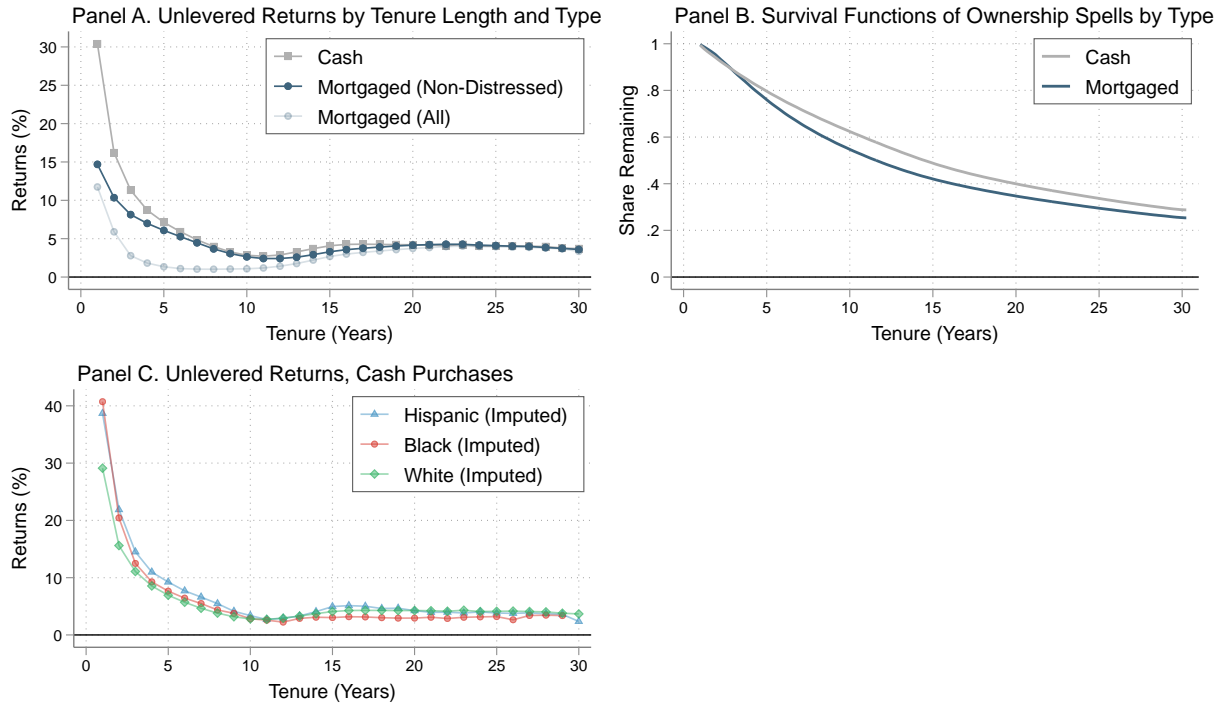 Panel A. Unlevered Returns by Tenure Length and Type
Returns (%)
30
25
20
15
10
5
0
0 5 10 15 20 25 30
Tenure (Years)
Cash
Mortgaged (Non-Distressed)
Mortgaged (All)
Panel B. Survival Functions of Ownership Spells by Type
Share Remaining
1
.8
.6
.4
.2
0
0 5 10 15 20 25 30
Tenure (Years)
Cash
Mortgaged
Panel C. Unlevered Returns, Cash Purchases
Returns (%)
40
30
20
10
0
0 5 10 15 20 25 30
Tenure (Years)
Hispanic (Imputed)
Black (Imputed)
White (Imputed)